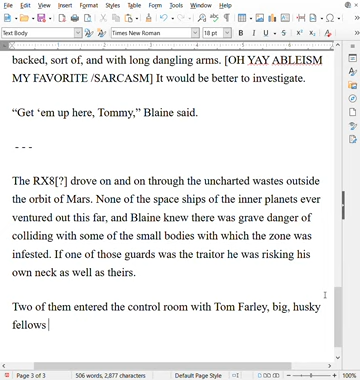 File Edit View Insert Format Styles Table Form Tools Window Help
Text Body Times New Roman 18 pt
backed, sort of, and with long dangling arms. [OH YAY ABLEISM
MY FAVORITE /SARCASM] It would be better to investigate.
“Get ‘em up here, Tommy,” Blaine said.
- - -
The RX8[?] drove on and on through the uncharted wastes outside
the orbit of Mars. None of the space ships of the inner planets ever
ventured out this far, and Blaine knew there was grave danger of
colliding with some of the small bodies with which the zone was
infested. If one of those guards was the traitor he was risking his
own neck as well as theirs.
Two of them entered the control room with Tom Farley, big, husky
fellows
Page 3 of 3 506 words, 2,877 characters Default Page Style 100%